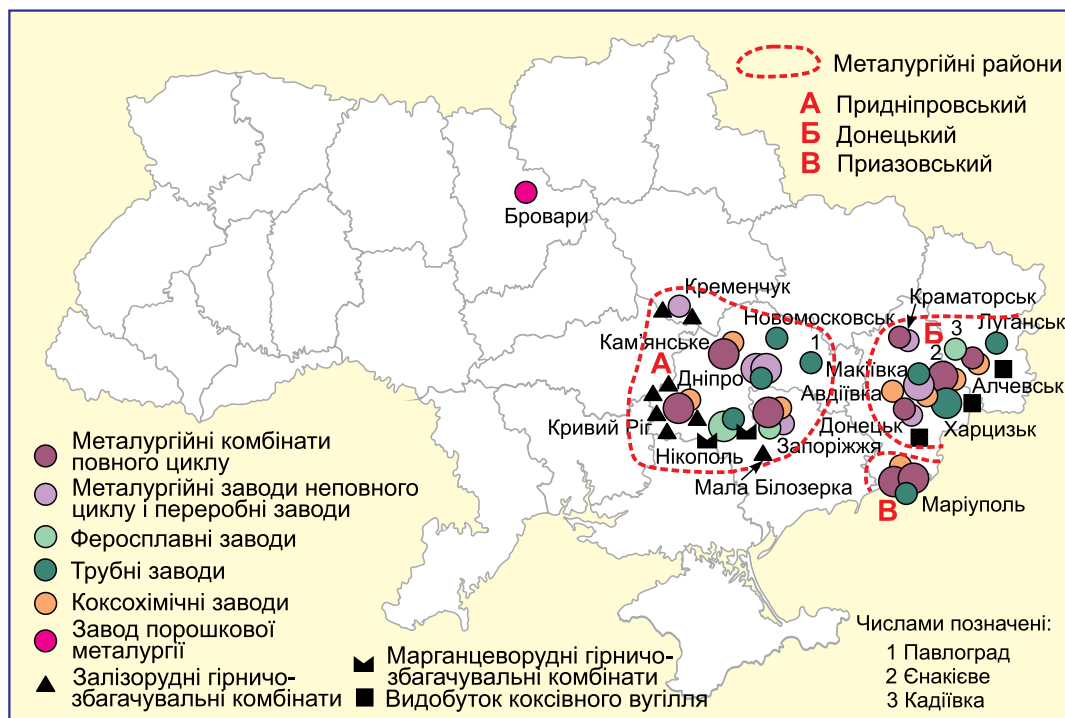 Металургійні райони
А Придніпровський
Б Донецький
В Приазовський
Бровари
Кременчук
Краматорськ
Новомосковськ
Луганськ
Кам'янське
1
3
Б
2
А
Дніпро
Макіївка
Авдіївка
Алчевськ
Кривий Ріг
Донецьк
Харцизьк
Нікополь
Запоріжжя
Мала Білозерка
В
Маріуполь
Металургійні комбінати
повного циклу
Металургійні заводи неповного
циклу і переробні заводи
Феросплавні заводи
Трубні заводи
Коксохімічні заводи
Завод порошкової
металургії
Залізорудні гірничо-
збагачувальні комбінати
Марганцеворудні гірничо-
збагачувальні комбінати
Видобуток коксівного вугілля
Числами позначені:
1 Павлоград
2 Єнакієве
3 Кадіївка